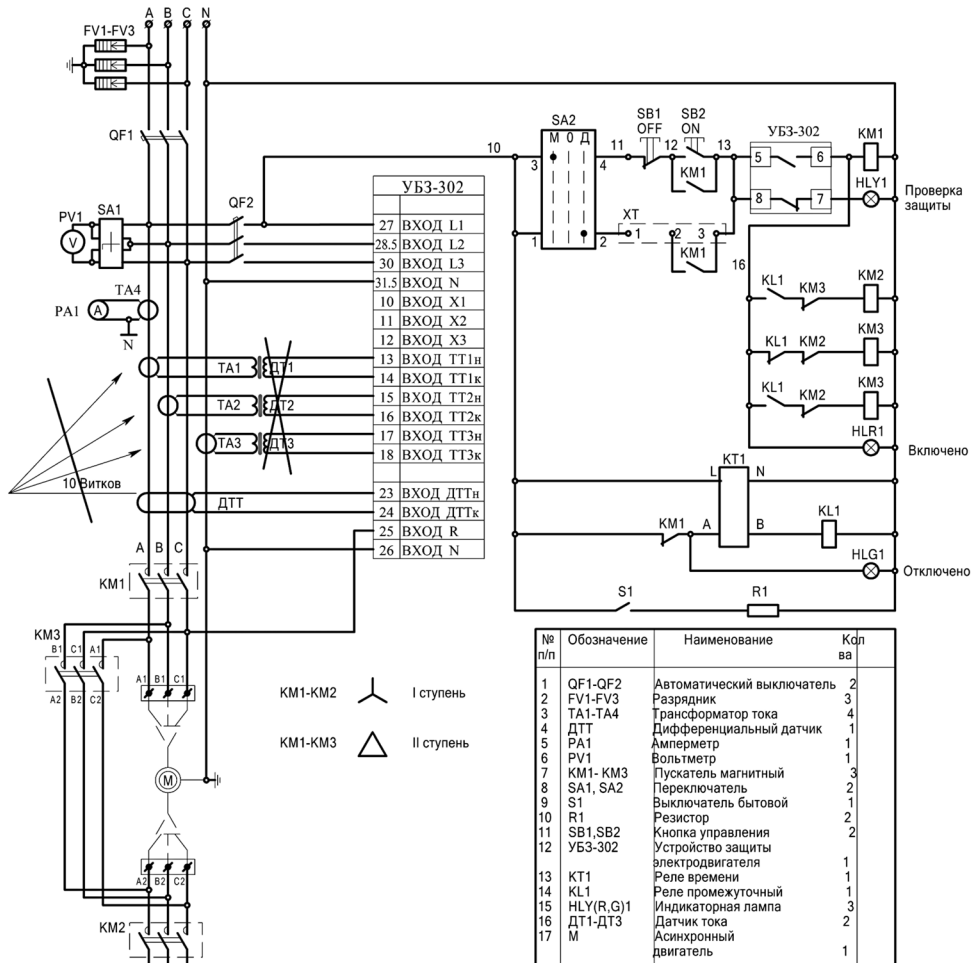 A B C N
FV1-FV3
QF1
PV1
SA1
V
QF2
TA4
PA1
A
N
TA1
ДТ1
TA2
ДТ2
TA3
ДТ3
10 Витков
ДТТ
УБЗ-302
27 ВХОД L1
28.5 ВХОД L2
30 ВХОД L3
31.5 ВХОД N
10 ВХОД X1
11 ВХОД X2
12 ВХОД X3
13 ВХОД ТТ1н
14 ВХОД ТТ1к
15 ВХОД ТТ2н
16 ВХОД ТТ2к
17 ВХОД ТТ3н
18 ВХОД ТТ3к
23 ВХОД ДТТн
24 ВХОД ДТТк
25 ВХОД R
26 ВХОД N
A B C
KM1
KM3
B1 C1 A1
A2 B2 C2
A1 B1 C1
M
A2 B2 C2
KM2
KM1-KM2 I ступень
KM1-KM3 II ступень
10
SA2
М 0 Д
3 4
1 2
11
SB1
OFF
12
SB2
ON
13
KM1
УБЗ-302
5 6
8 7
KM1
HLY1
Проверка
защиты
XT
1 2 3
KM1
16
KL1 KM3 KM2
KL1 KM2 KM3
KL1 KM2 KM3
HLR1
Включено
KT1
L N
KM1 A B KL1
HLG1
Отключено
S1 R1
№
п/п
Обозначение
Наименование
Кол
ва
1 QF1-QF2 Автоматический выключатель 2
2 FV1-FV3 Разрядник 3
3 TA1-TA4 Трансформатор тока 4
4 ДТТ Дифференциальный датчик 1
5 PA1 Амперметр 1
6 PV1 Вольтметр 1
7 KM1- KM3 Пускатель магнитный 3
8 SA1, SA2 Переключатель 2
9 S1 Выключатель бытовой 1
10 R1 Резистор 2
11 SB1,SB2 Кнопка управления 2
12 УБЗ-302 Устройство защиты
электродвигателя 1
13 KT1 Реле времени 1
14 KL1 Реле промежуточный 1
15 HLY(R,G)1 Индикаторная лампа 3
16 ДТ1-ДТ3 Датчик тока 2
17 M Асинхронный
двигатель 1